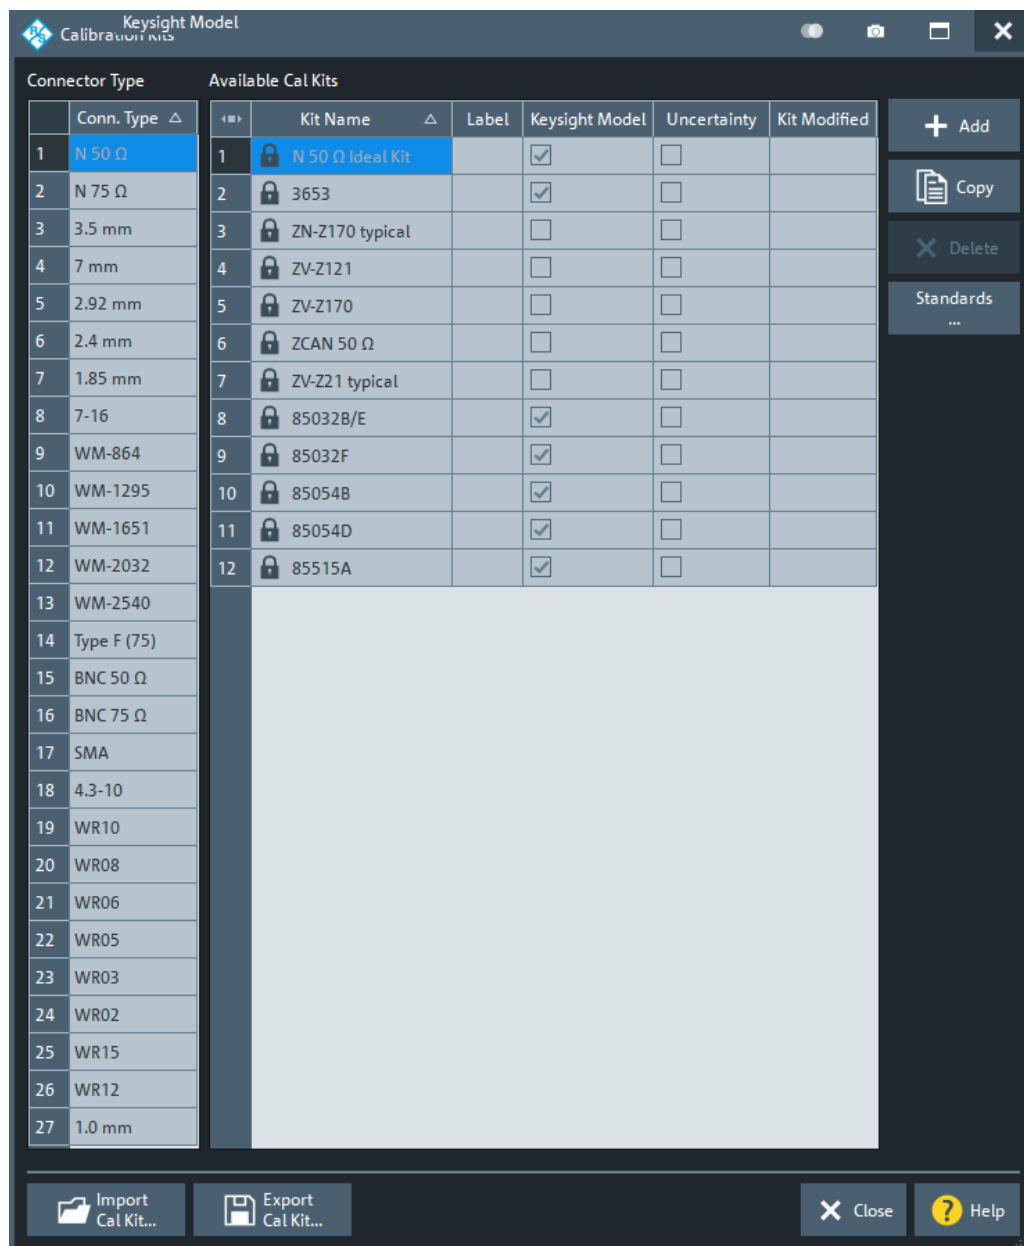 Keysight Model
Calibration Kits
Connector Type
Available Cal Kits
Conn. Type
1 N 50 Ω
2 N 75 Ω
3 3.5 mm
4 7 mm
5 2.92 mm
6 2.4 mm
7 1.85 mm
8 7-16
9 WM-864
10 WM-1295
11 WM-1651
12 WM-2032
13 WM-2540
14 Type F (75)
15 BNC 50 Ω
16 BNC 75 Ω
17 SMA
18 4.3-10
19 WR10
20 WR08
21 WR06
22 WR05
23 WR03
24 WR02
25 WR15
26 WR12
27 1.0 mm
Kit Name Label Keysight Model Uncertainty Kit Modified
1 N 50 Ω Ideal Kit
2 3653
3 ZN-Z170 typical
4 ZV-Z121
5 ZV-Z170
6 ZCAN 50 Ω
7 ZV-Z21 typical
8 85032B/E
9 85032F
10 85054B
11 85054D
12 85515A
Add
Copy
Delete
Standards
...
Import
Cal Kit...
Export
Cal Kit...
Close
Help